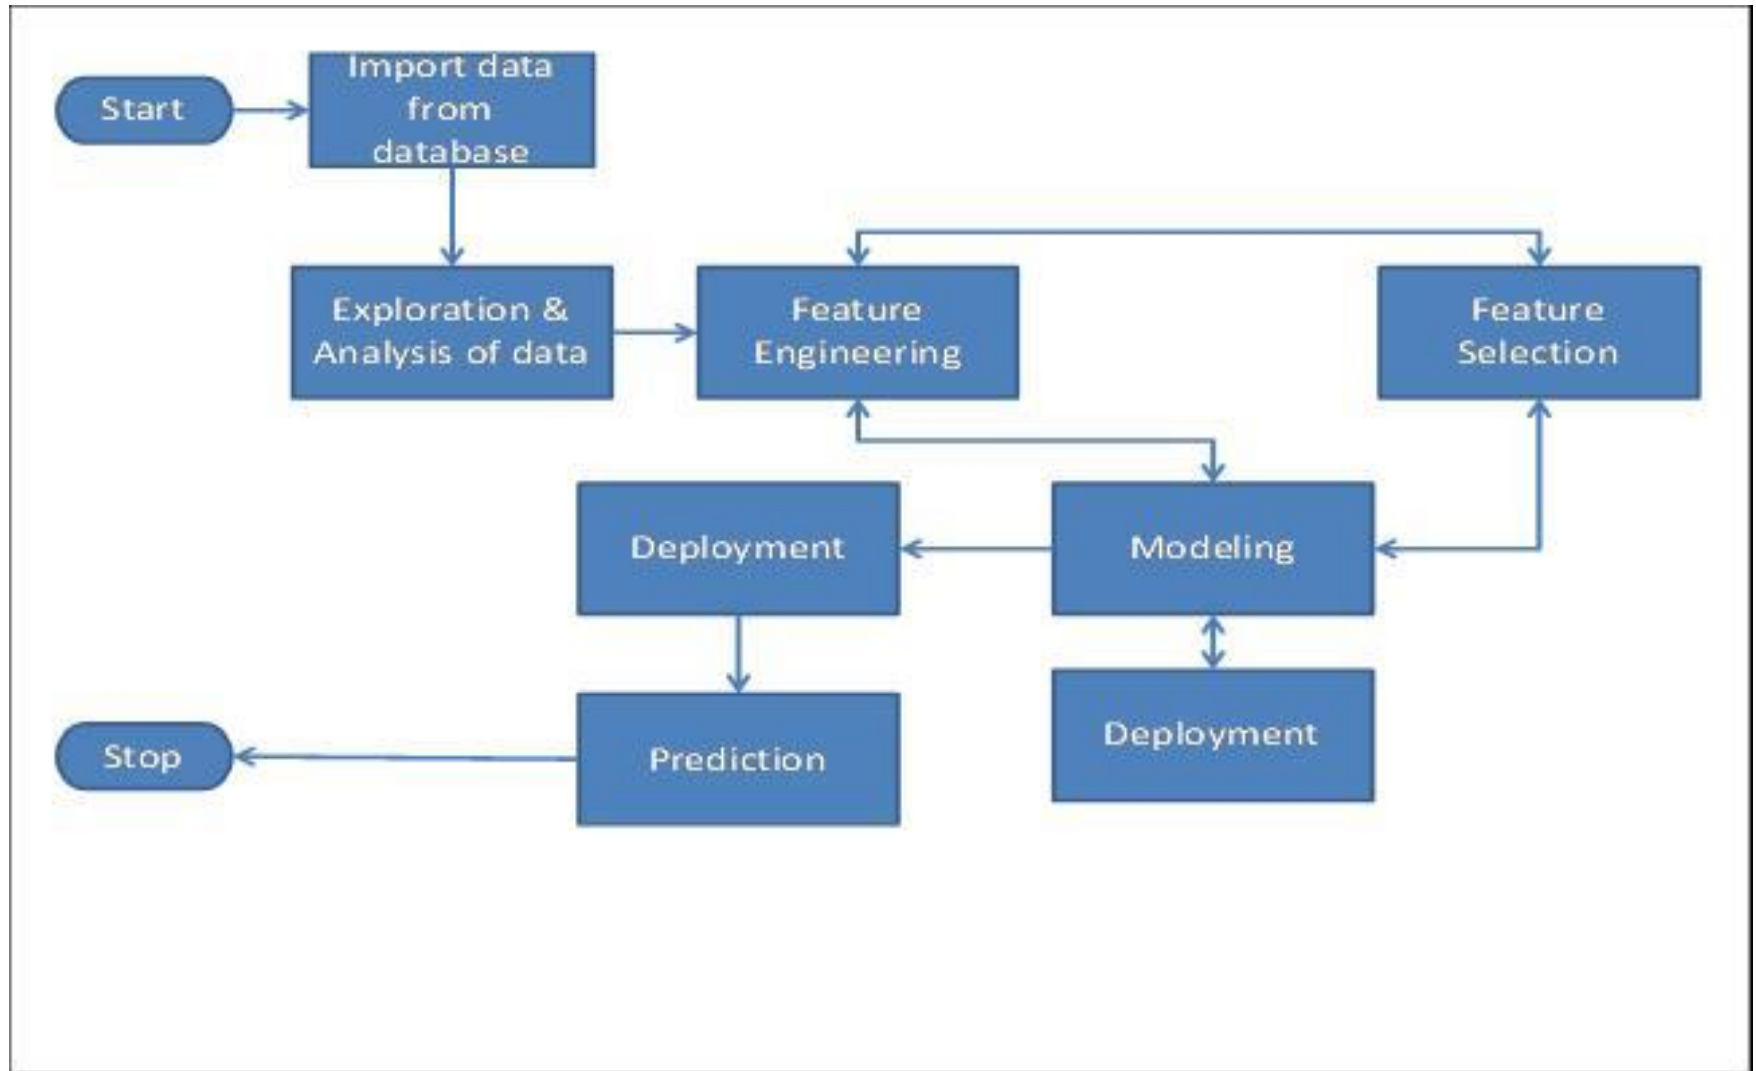 Start
Import data
from
database
Exploration &
Analysis of data
Feature
Engineering
Feature
Selection
Deployment
Modeling
Deployment
Stop
Prediction